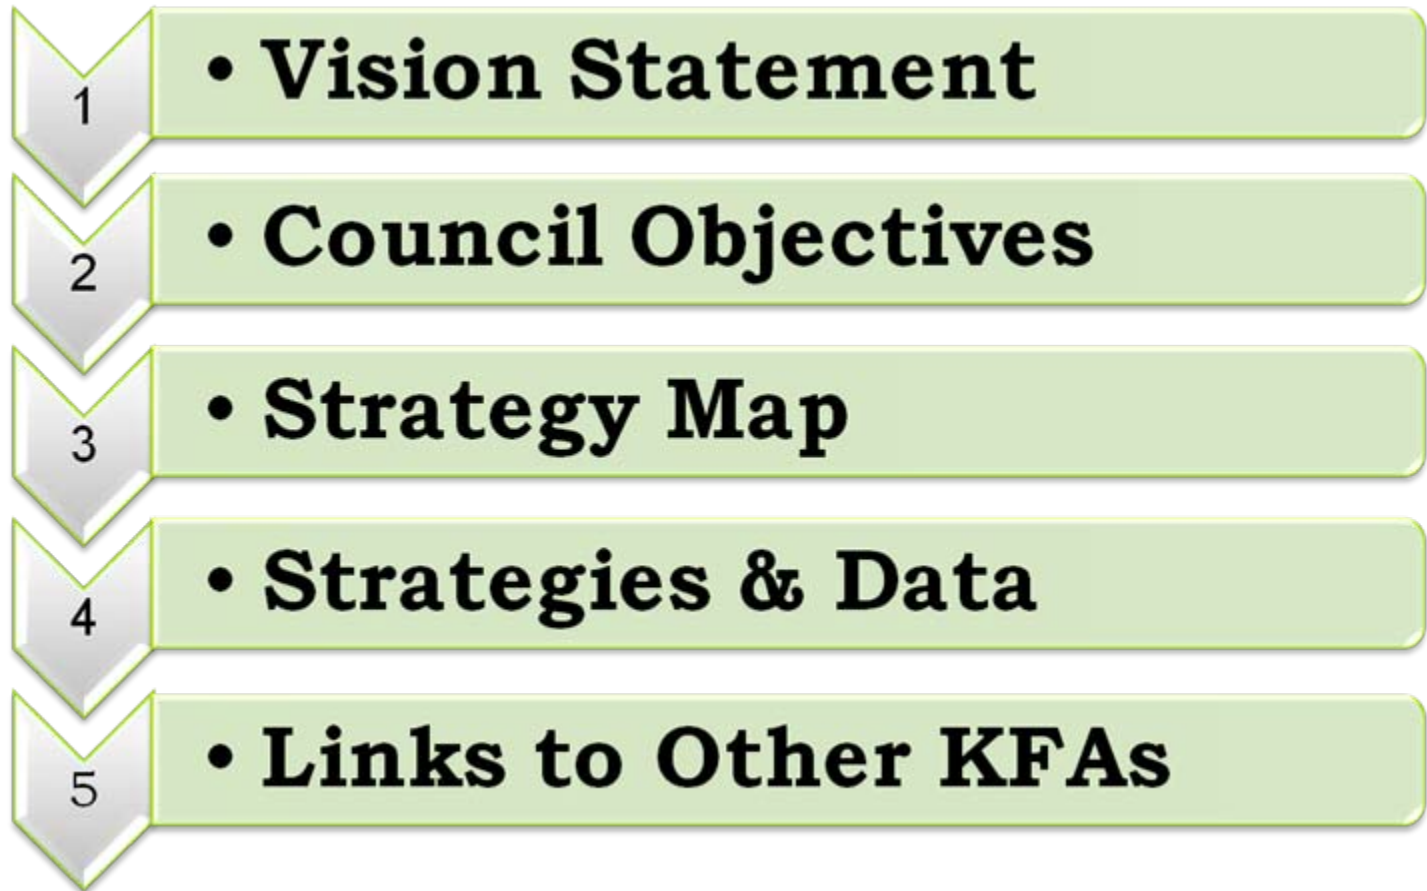 1 • Vision Statement
2 • Council Objectives
3 • Strategy Map
4 • Strategies & Data
5 • Links to Other KFAs